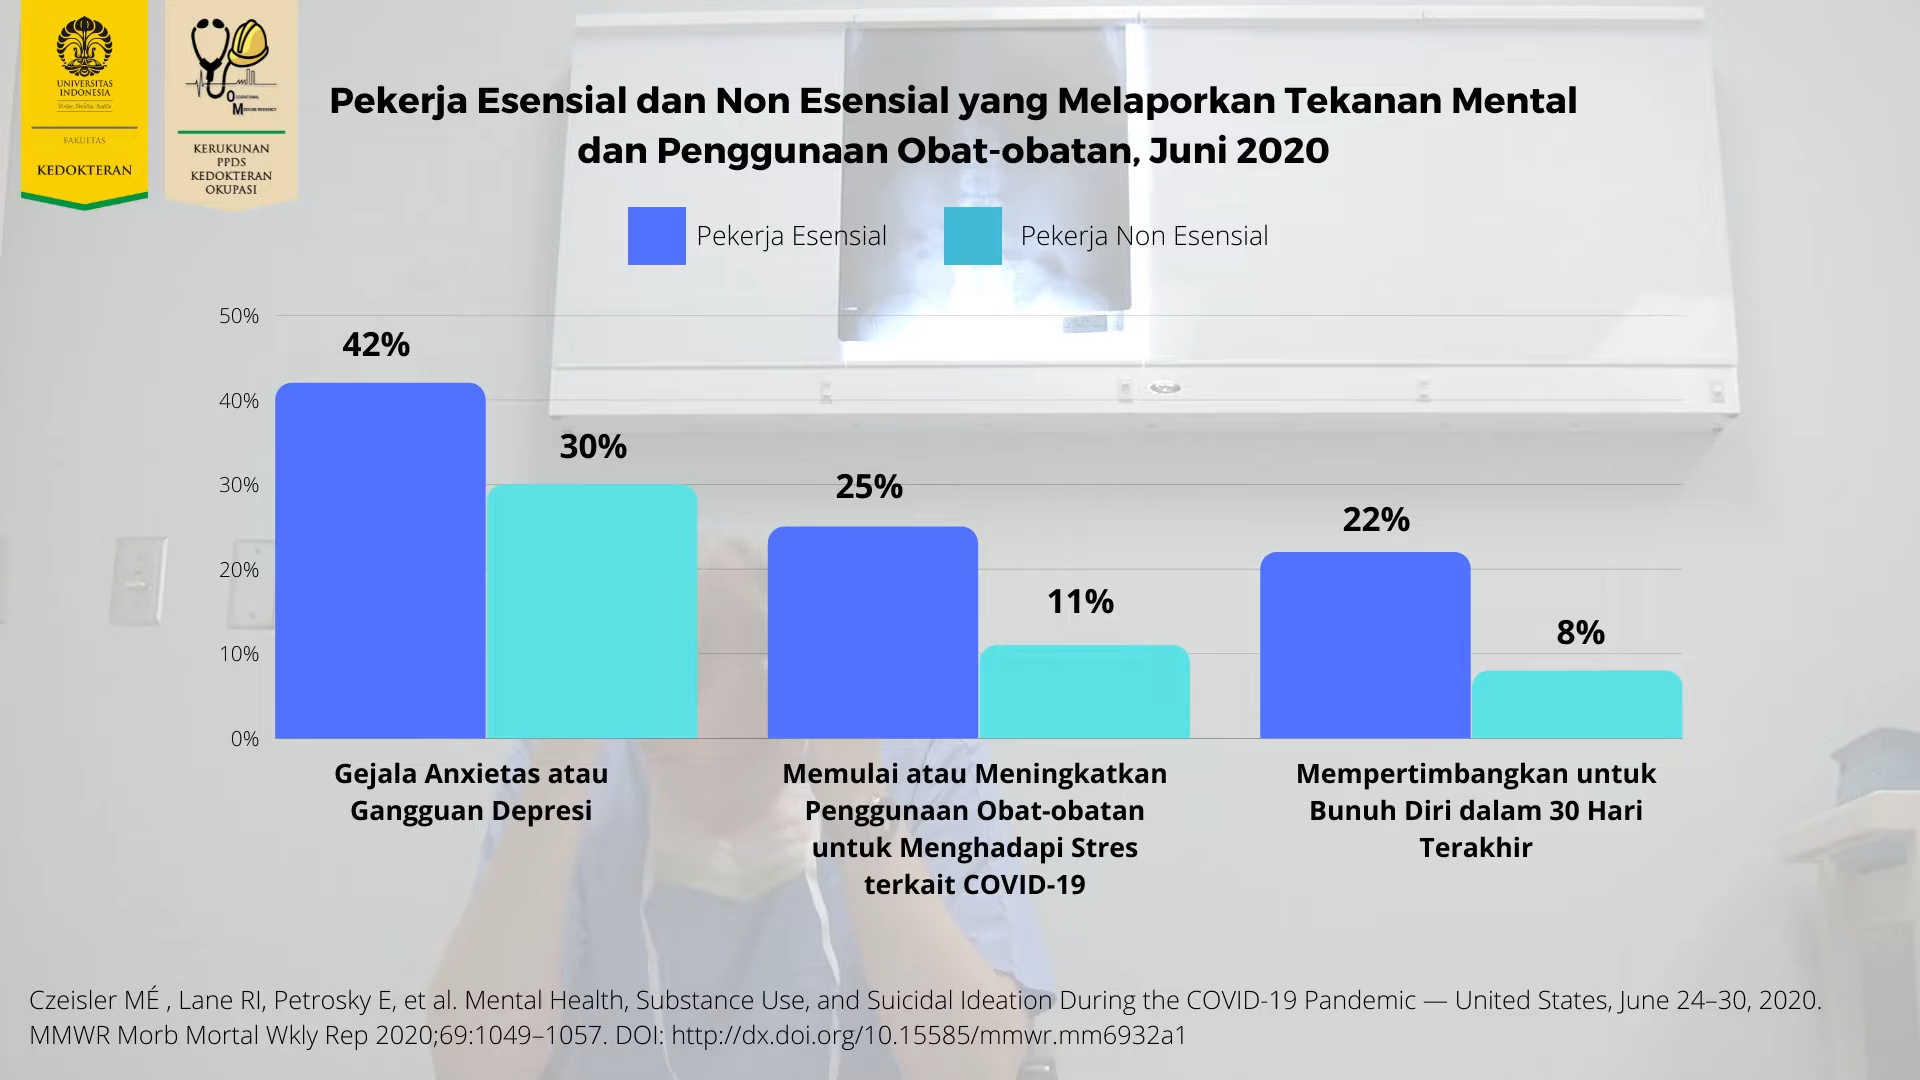 UNIVERSITAS
INDONESIA
FAKULTAS
KEDOKTERAN
OCCUPATIONAL
MEDICINE RESIDENCY
KERUKUNAN
PPDS
KEDOKTERAN
OKUPASI
Pekerja Esensial dan Non Esensial yang Melaporkan Tekanan Mental
dan Penggunaan Obat-obatan, Juni 2020
Pekerja Esensial
Pekerja Non Esensial
50%
40%
30%
20%
10%
0%
42%
30%
25%
11%
22%
8%
Gejala Anxietas atau
Gangguan Depresi
Memulai atau Meningkatkan
Penggunaan Obat-obatan
untuk Menghadapi Stres
terkait COVID-19
Mempertimbangkan untuk
Bunuh Diri dalam 30 Hari
Terakhir
Czeisler MÉ , Lane RI, Petrosky E, et al. Mental Health, Substance Use, and Suicidal Ideation During the COVID-19 Pandemic — United States, June 24–30, 2020.
MMWR Morb Mortal Wkly Rep 2020;69:1049–1057. DOI: http://dx.doi.org/10.15585/mmwr.mm6932a1